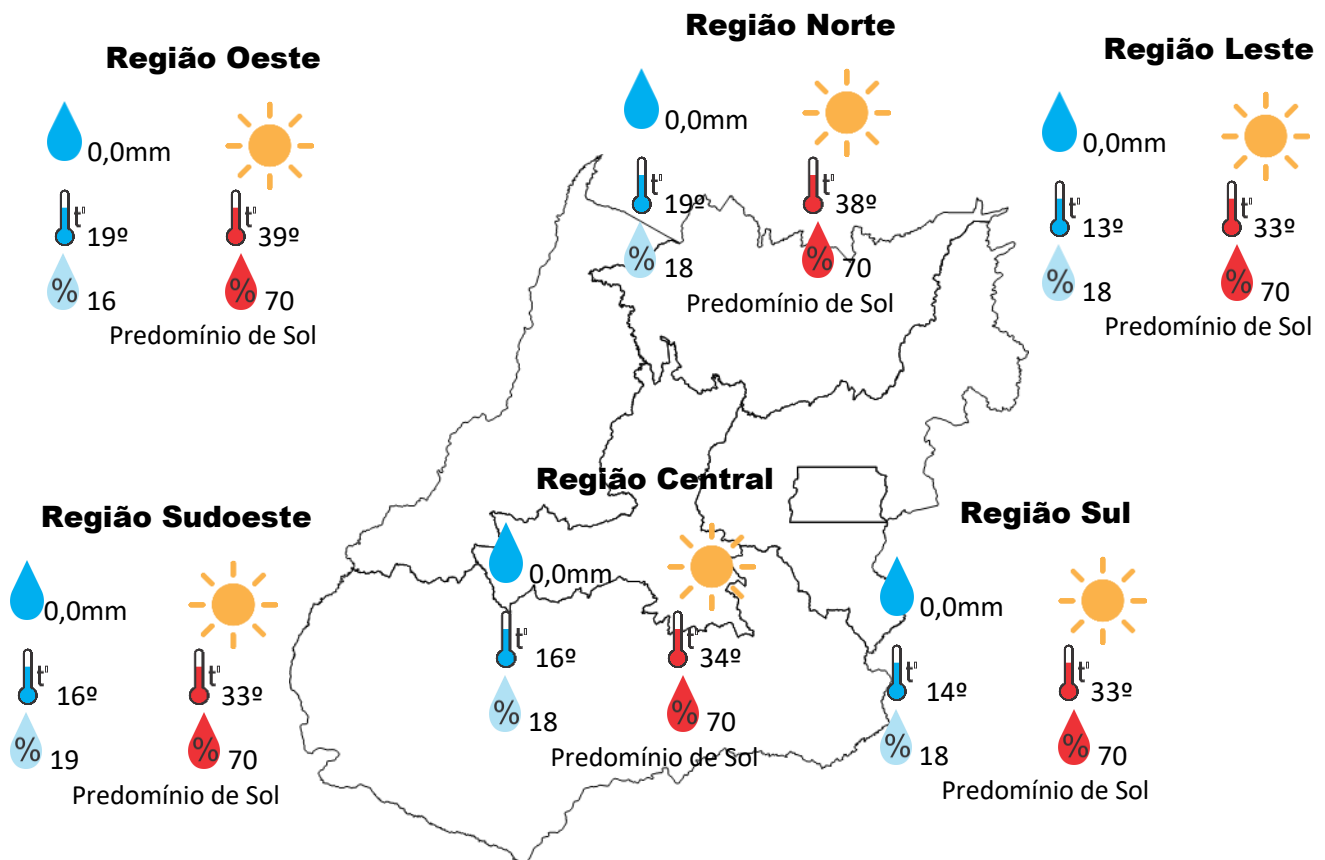 Região Oeste
0,0mm
t°
19º
39º
% 16
% 70
Predomínio de Sol
Região Norte
0,0mm
t°
19º
38º
% 18
% 70
Predomínio de Sol
Região Leste
0,0mm
t°
13º
33º
% 18
% 70
Predomínio de Sol
Região Sudoeste
0,0mm
t°
16º
t°
33º
% 19
% 70
Predomínio de Sol
Região Central
0,0mm
t°
16º
t°
34º
% 18
% 70
Predomínio de Sol
Região Sul
0,0mm
t°
14º
t°
33º
% 18
% 70
Predomínio de Sol